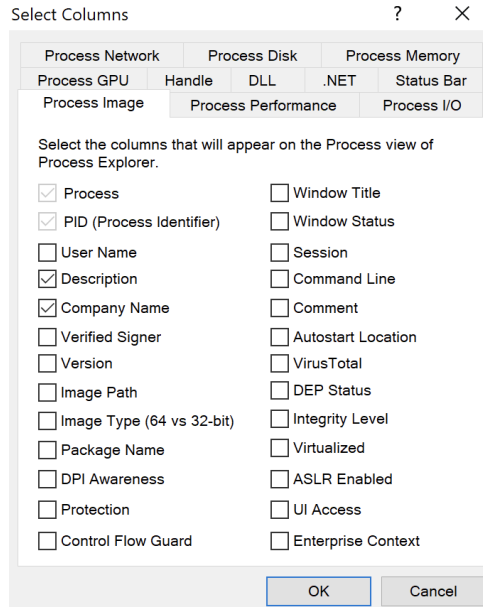 Select Columns ?
Process Network Process Disk Process Memory
Process GPU Handle DLL .NET Status Bar
Process Image Process Performance Process I/O
Select the columns that will appear on the Process view of
Process Explorer.
Process Window Title
PID (Process Identifier) Window Status
User Name Session
Description Command Line
Company Name Comment
Verified Signer Autostart Location
Version VirusTotal
Image Path DEP Status
Image Type (64 vs 32-bit) Integrity Level
Package Name Virtualized
DPI Awareness ASLR Enabled
Protection UI Access
Control Flow Guard Enterprise Context
OK Cancel